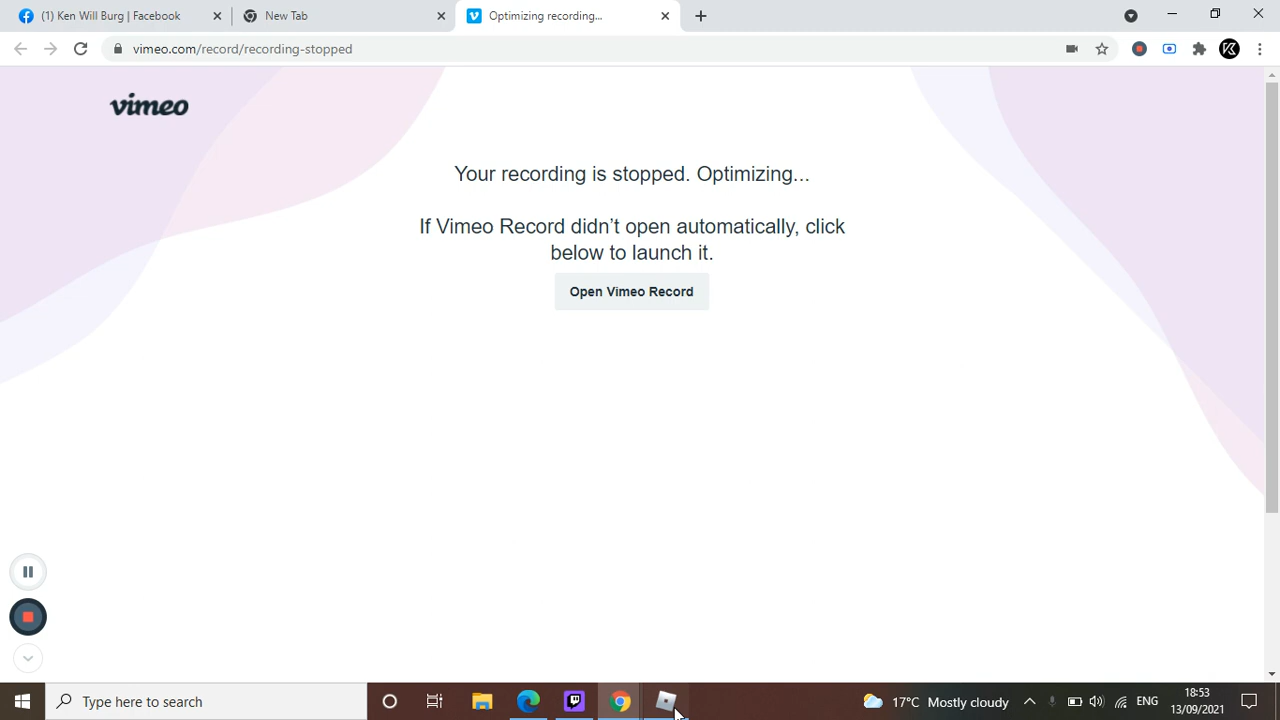 (1) Ken Will Burg | Facebook
New Tab
Optimizing recording...
vimeo.com/record/recording-stopped
vimeo
Your recording is stopped. Optimizing...
If Vimeo Record didn't open automatically, click
below to launch it.
Open Vimeo Record
Type here to search
17°C Mostly cloudy
ENG
18:53
13/09/2021